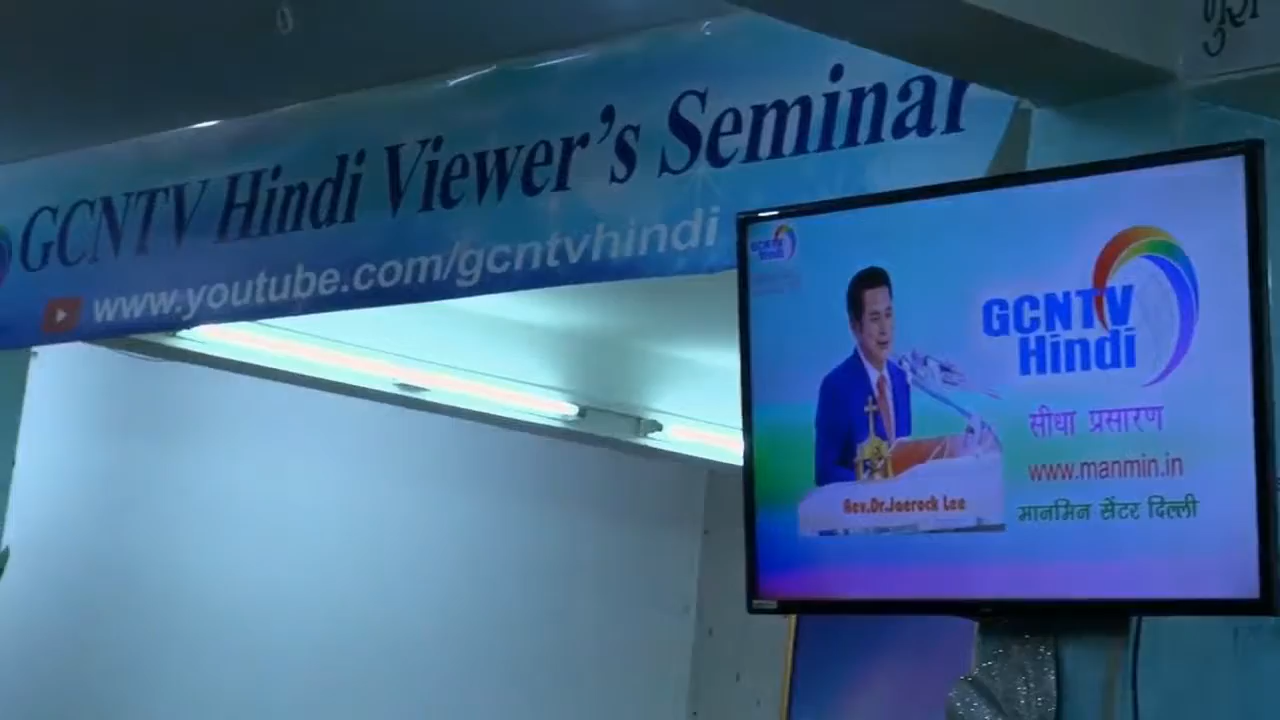 GCNTV Hindi Viewer's Seminar
www.youtube.com/gcntvhindi
GCNTV
Hindi
GCNTV
Hindi
सीधा प्रसारण
www.manmin.in
मानमिन सेंटर दिल्ली
Rev.Dr.Jaerock Lee